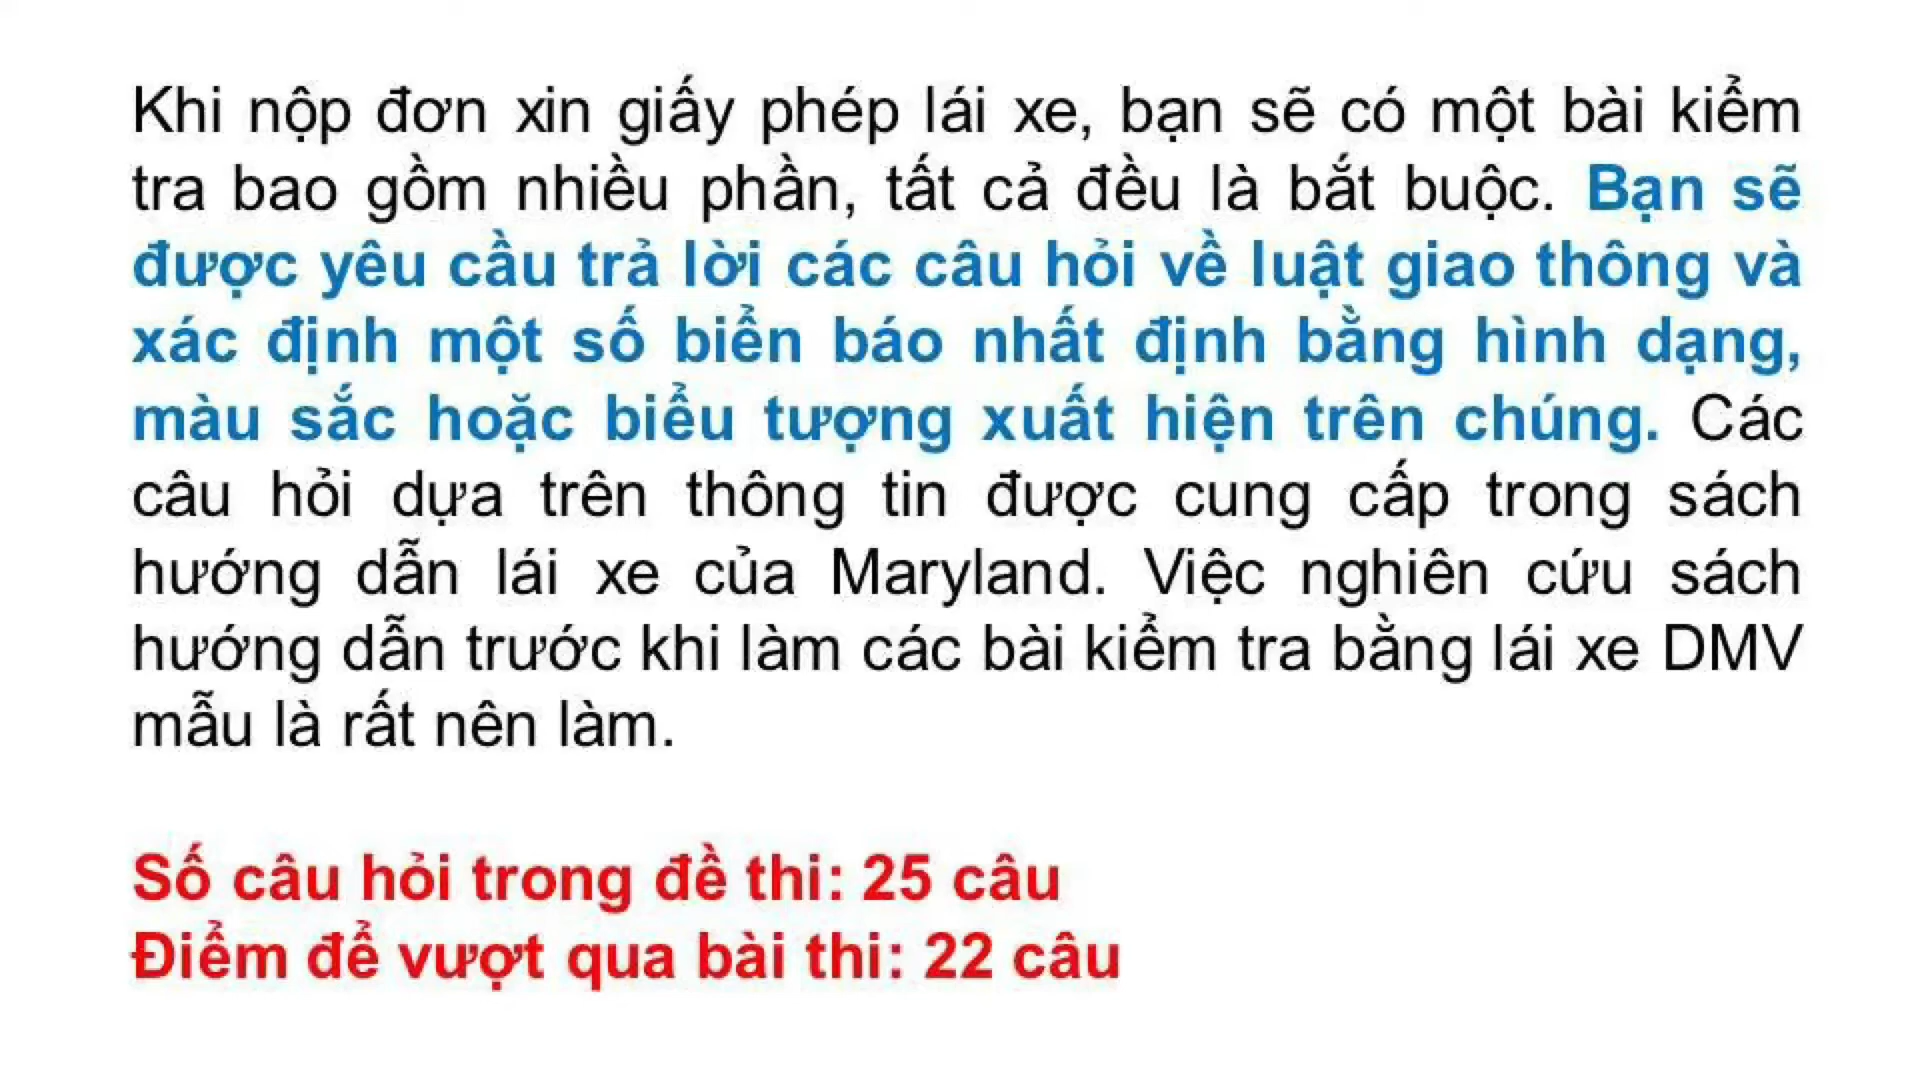 Khi nộp đơn xin giấy phép lái xe, bạn sẽ có một bài kiểm
tra bao gồm nhiều phần, tất cả đều là bắt buộc. Bạn sẽ
được yêu cầu trả lời các câu hỏi về luật giao thông và
xác định một số biển báo nhất định bằng hình dạng,
màu sắc hoặc biểu tượng xuất hiện trên chúng. Các
câu hỏi dựa trên thông tin được cung cấp trong sách
hướng dẫn lái xe của Maryland. Việc nghiên cứu sách
hướng dẫn trước khi làm các bài kiểm tra bằng lái xe DMV
mẫu là rất nên làm.
Số câu hỏi trong đề thi: 25 câu
Điểm để vượt qua bài thi: 22 câu